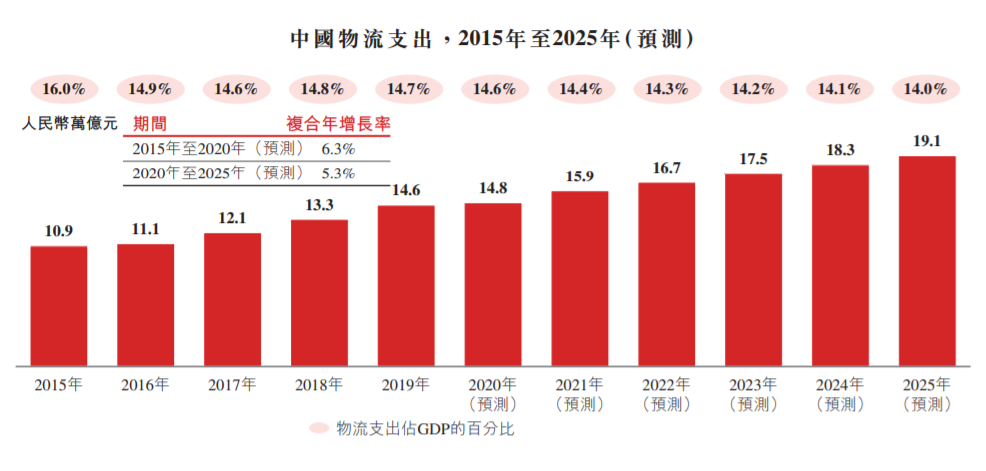 中國物流支出，2015年至2025年(預測)
16.0% 14.9% 14.6% 14.8% 14.7% 14.6% 14.4% 14.3% 14.2% 14.1% 14.0%
人民幣萬億元
期間 複合年增長率
2015年至2020年（預測） 6.3%
2020年至2025年（預測） 5.3%
10.9 11.1 12.1 13.3 14.6 14.8 15.9 16.7 17.5 18.3 19.1
2015年 2016年 2017年 2018年 2019年 2020年 2021年 2022年 2023年 2024年 2025年
（預測） （預測） （預測） （預測） （預測） （預測）
物流支出佔GDP的百分比